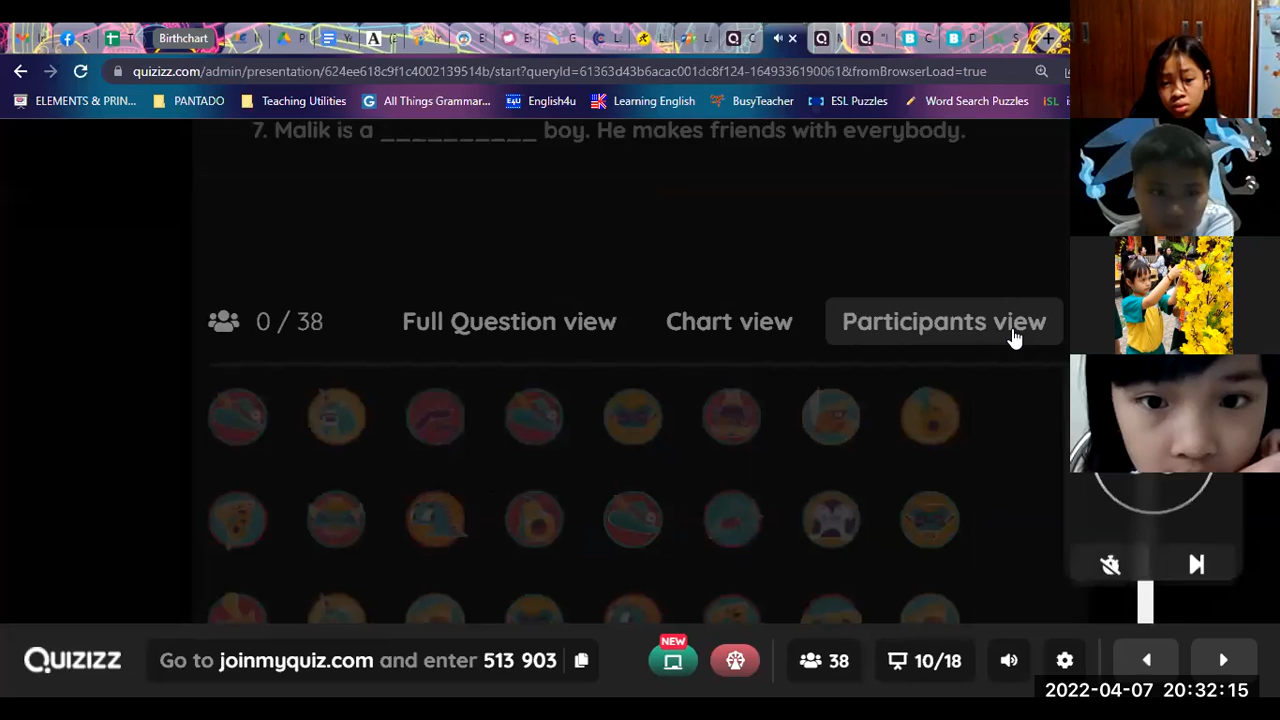 Birthchart
quizizz.com/admin/presentation/624ee618c9f1c4002139514b/start?queryId=61363d43b6acac001dc8f124-1649336190061&fromBrowserLoad=true
ELEMENTS & PRIN... PANTADO Teaching Utilities All Things Grammar... English4u Learning English BusyTeacher ESL Puzzles Word Search Puzzles
7. Malik is a __________ boy. He makes friends with everybody.
0 / 38 Full Question view Chart view Participants view
NEW
QUIZIZZ Go to joinmyquiz.com and enter 513 903 38 10/18
2022-04-07 20:32:15